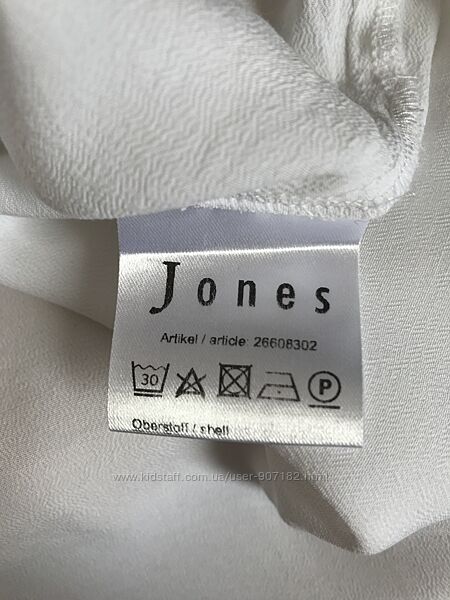 Jones
Artikel / article 26608302
30 P
Oberstoff / shell
www.kidstaff.com.ua/user-907182.html